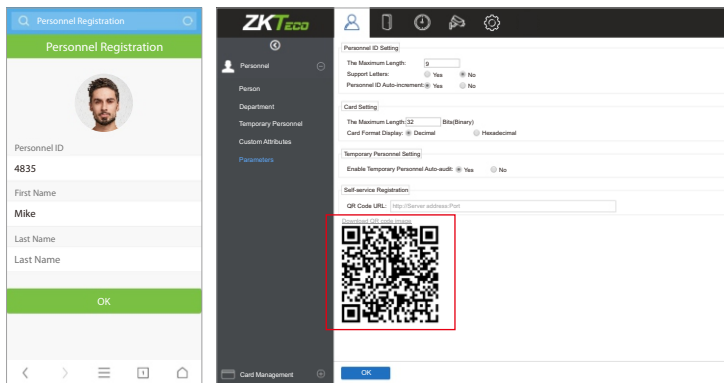 Personnel Registration
Personnel Registration
Personnel ID
4835
First Name
Mike
Last Name
Last Name
OK
1
ZKTeco
Personnel
Person
Department
Temporary Personnel
Custom Attributes
Parameters
Card Management
Personnel ID Setting
The Maximum Length: 9
Support Letters: Yes No
Personnel ID Auto-increment: Yes No
Card Setting
The Maximum Length: 32 Bits(Binary)
Card Format Display: Decimal Hexadecimal
Temporary Personnel Setting
Enable Temporary Personnel Auto-audit: Yes No
Self-service Registration
QR Code URL: http://Server address:Port
Download QR code image
OK